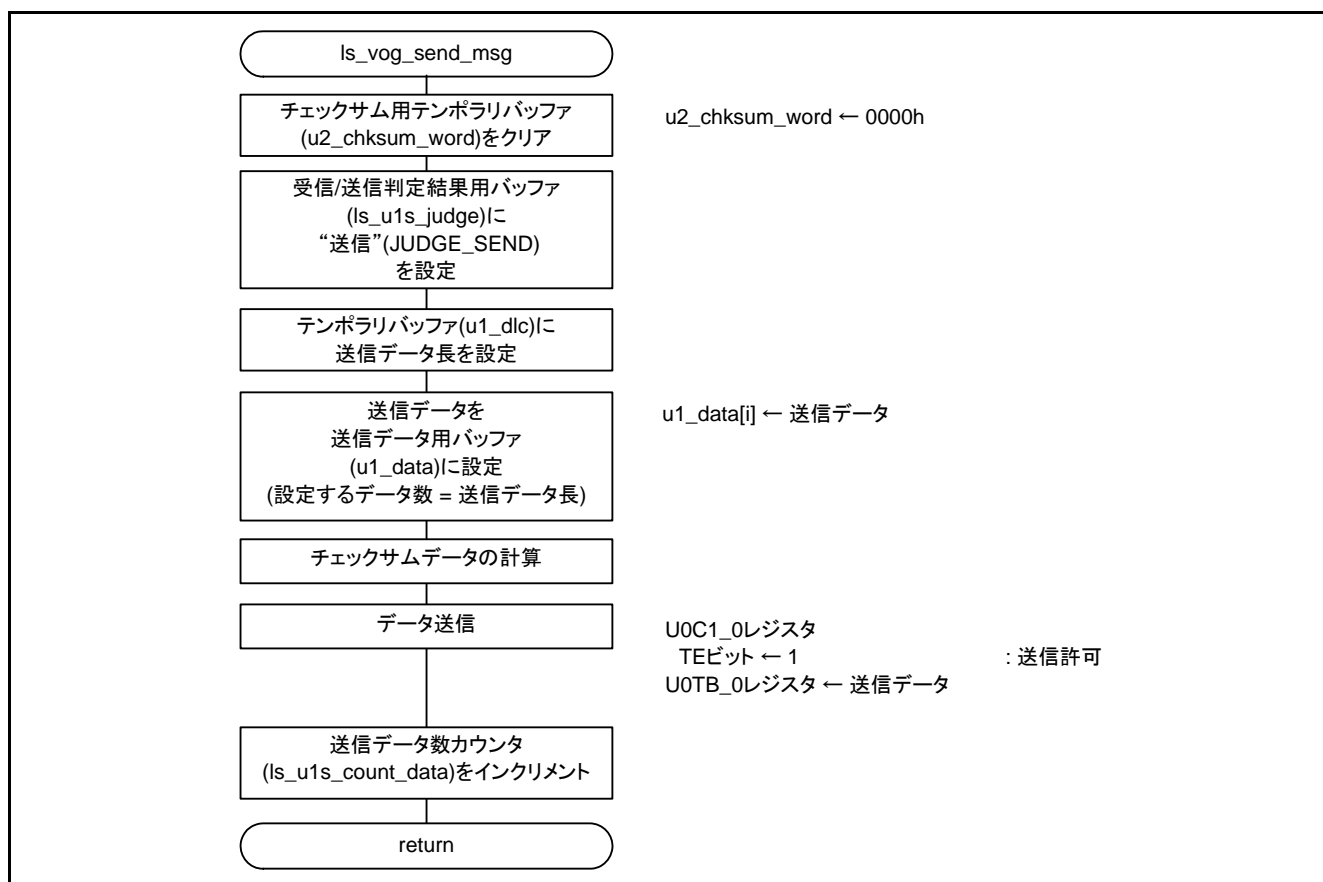 ls_vog_send_msg
チェックサム用テンポラリバッファ
(u2_chksum_word)をクリア
u2_chksum_word ← 0000h
受信/送信判定結果用バッファ
(ls_u1s_judge)に
“送信”(JUDGE_SEND)
を設定
テンポラリバッファ(u1_dlc)に
送信データ長を設定
送信データを
送信データ用バッファ
(u1_data)に設定
(設定するデータ数 = 送信データ長)
u1_data[i] ← 送信データ
チェックサムデータの計算
データ送信
U0C1_0レジスタ
TEビット ← 1 : 送信許可
U0TB_0レジスタ ← 送信データ
送信データ数カウンタ
(ls_u1s_count_data)をインクリメント
return